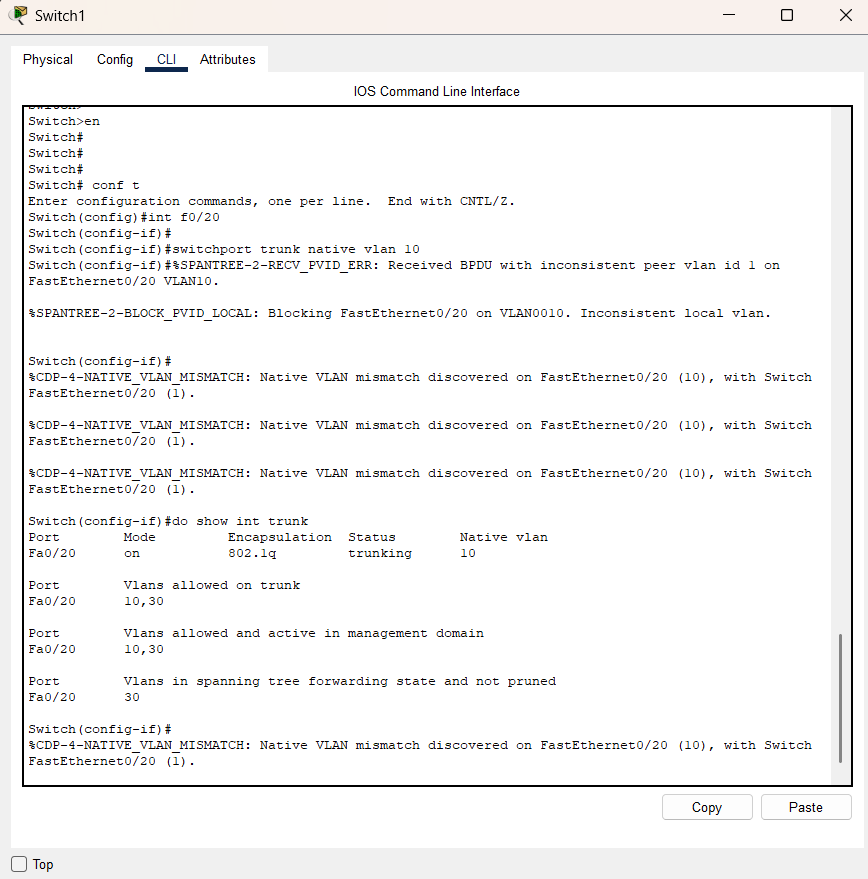 Switch1
Physical Config CLI Attributes
IOS Command Line Interface
Switch>en
Switch#
Switch#
Switch#
Switch# conf t
Enter configuration commands, one per line.  End with CNTL/Z.
Switch(config)#int f0/20
Switch(config-if)#
Switch(config-if)#switchport trunk native vlan 10
Switch(config-if)#%SPANTREE-2-RECV_PVID_ERR: Received BPDU with inconsistent peer vlan id 1 on
FastEthernet0/20 VLAN10.
%SPANTREE-2-BLOCK_PVID_LOCAL: Blocking FastEthernet0/20 on VLAN0010. Inconsistent local vlan.
Switch(config-if)#
%CDP-4-NATIVE_VLAN_MISMATCH: Native VLAN mismatch discovered on FastEthernet0/20 (10), with Switch
FastEthernet0/20 (1).
%CDP-4-NATIVE_VLAN_MISMATCH: Native VLAN mismatch discovered on FastEthernet0/20 (10), with Switch
FastEthernet0/20 (1).
%CDP-4-NATIVE_VLAN_MISMATCH: Native VLAN mismatch discovered on FastEthernet0/20 (10), with Switch
FastEthernet0/20 (1).
Switch(config-if)#do show int trunk
Port        Mode         Encapsulation  Status        Native vlan
Fa0/20      on           802.1q         trunking      10
Port        Vlans allowed on trunk
Fa0/20      10,30
Port        Vlans allowed and active in management domain
Fa0/20      10,30
Port        Vlans in spanning tree forwarding state and not pruned
Fa0/20      30
Switch(config-if)#
%CDP-4-NATIVE_VLAN_MISMATCH: Native VLAN mismatch discovered on FastEthernet0/20 (10), with Switch
FastEthernet0/20 (1).
Copy Paste
Top